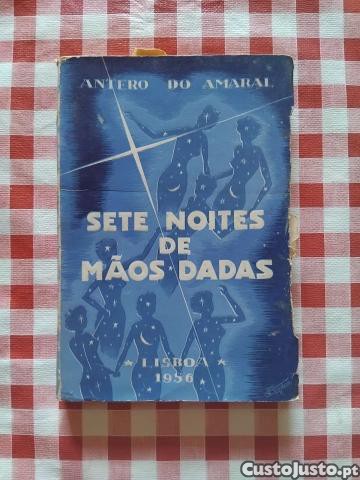 ANTERO DO AMARAL
SETE NOITES
DE
MÃOS DADAS
LISBOA
1956
CustoJusto.pt